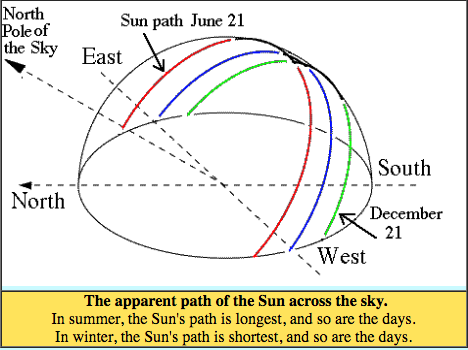 North
Pole of
the Sky
Sun path June 21
East
South
North
December
21
West
The apparent path of the Sun across the sky.
In summer, the Sun's path is longest, and so are the days.
In winter, the Sun's path is shortest, and so are the days.